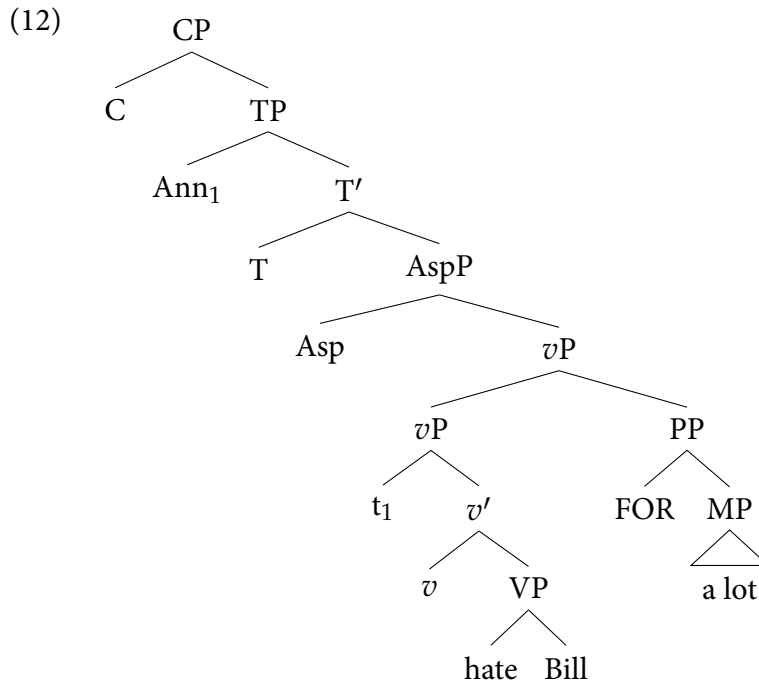 (12)
CP
C TP
Ann₁ T′
T AspP
Asp vP
vP PP
t₁ v′ FOR MP
v VP a lot
hate Bill